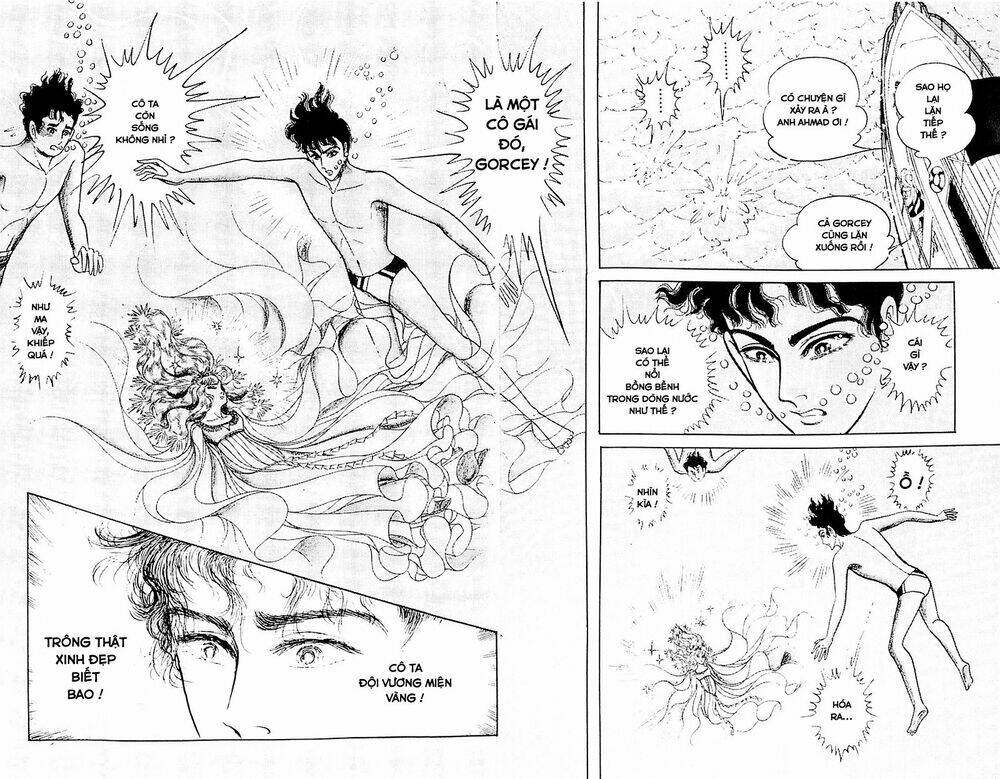 SAO HỌ
LẠI
LẶN
TIẾP
THẾ ?
CÓ CHUYỆN GÌ
XẢY RA Ả ?
ANH AHMAD ƠI !
..........
........
CẢ GORCEY
CŨNG LẶN
XUỐNG RỒI !
CÁI
GÌ
VẬY ?
SAO LẠI
CÓ THỂ
NỔI
BỒNG BỀNH
TRONG DÒNG NƯỚC
NHƯ THẾ ?
Ồ !
NHÌN
KÌA !
HÓA
RA...
LÀ MỘT
CÔ GÁI
ĐÓ,
GORCEY !
CÔ TA
CÒN
SỐNG
KHÔNG NHỈ ?
NHƯ
MA
VẬY,
KHIẾP
QUÁ !
CÔ TA
ĐỘI VƯƠNG MIỆN
VÀNG !
TRÔNG THẬT
XINH ĐẸP
BIẾT
BAO !